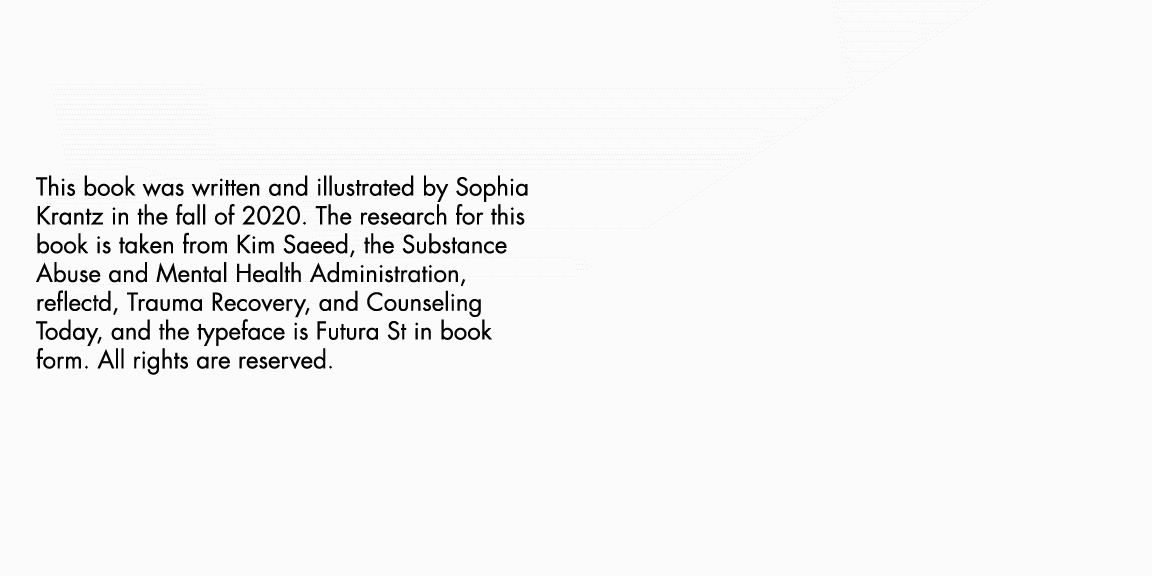 This book was written and illustrated by Sophia
Krantz in the fall of 2020. The research for this
book is taken from Kim Saeed, the Substance
Abuse and Mental Health Administration,
reflectd, Trauma Recovery, and Counseling
Today, and the typeface is Futura St in book
form. All rights are reserved.